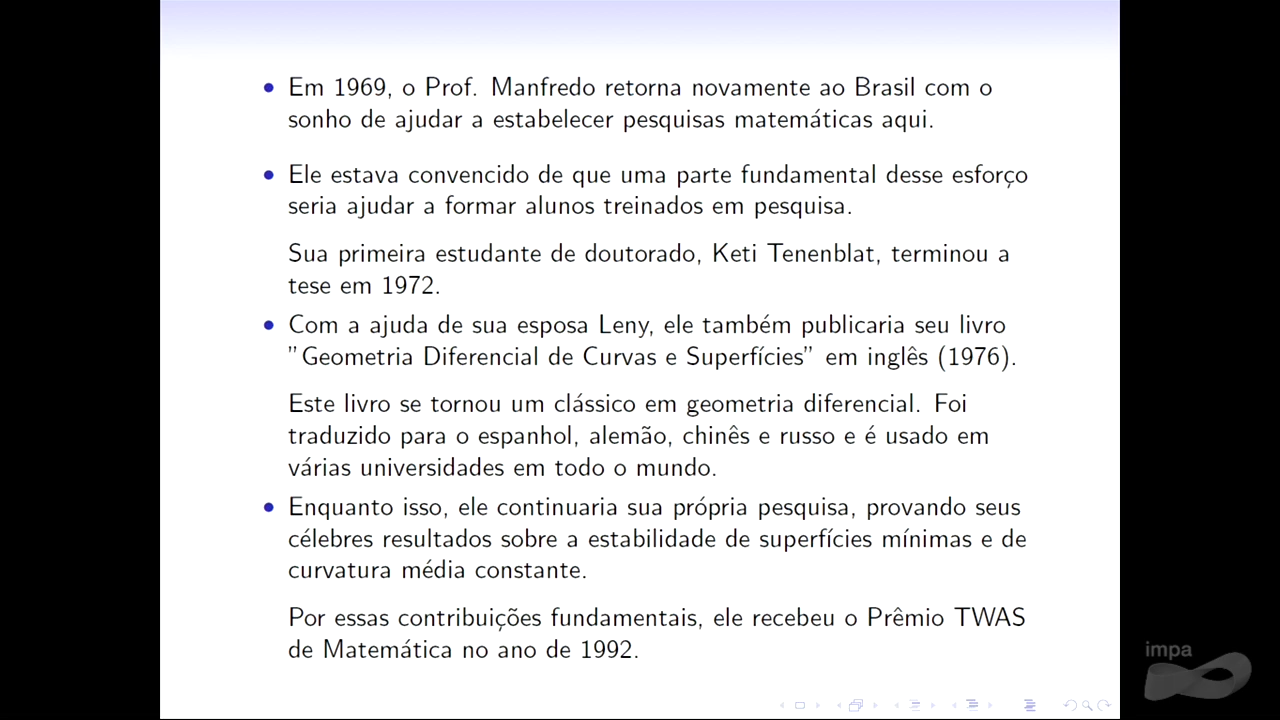 • Em 1969, o Prof. Manfredo retorna novamente ao Brasil com o
sonho de ajudar a estabelecer pesquisas matemáticas aqui.
• Ele estava convencido de que uma parte fundamental desse esforço
seria ajudar a formar alunos treinados em pesquisa.
Sua primeira estudante de doutorado, Keti Tenenblat, terminou a
tese em 1972.
• Com a ajuda de sua esposa Leny, ele também publicaria seu livro
”Geometria Diferencial de Curvas e Superfícies” em inglês (1976).
Este livro se tornou um clássico em geometria diferencial. Foi
traduzido para o espanhol, alemão, chinês e russo e é usado em
várias universidades em todo o mundo.
• Enquanto isso, ele continuaria sua própria pesquisa, provando seus
célebres resultados sobre a estabilidade de superfícies mínimas e de
curvatura média constante.
Por essas contribuições fundamentais, ele recebeu o Prêmio TWAS
de Matemática no ano de 1992.
impa